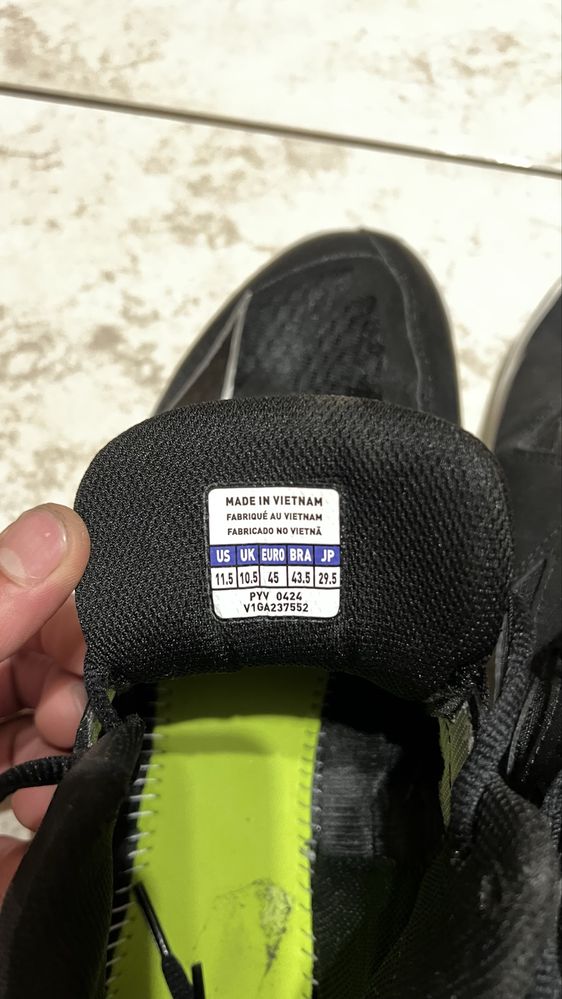 MADE IN VIETNAM
FABRIQUÉ AU VIETNAM
FABRICADO NO VIETNÃ
US UK EURO BRA JP
11.5 10.5 45 43.5 29.5
PYV 0424
V1GA237552